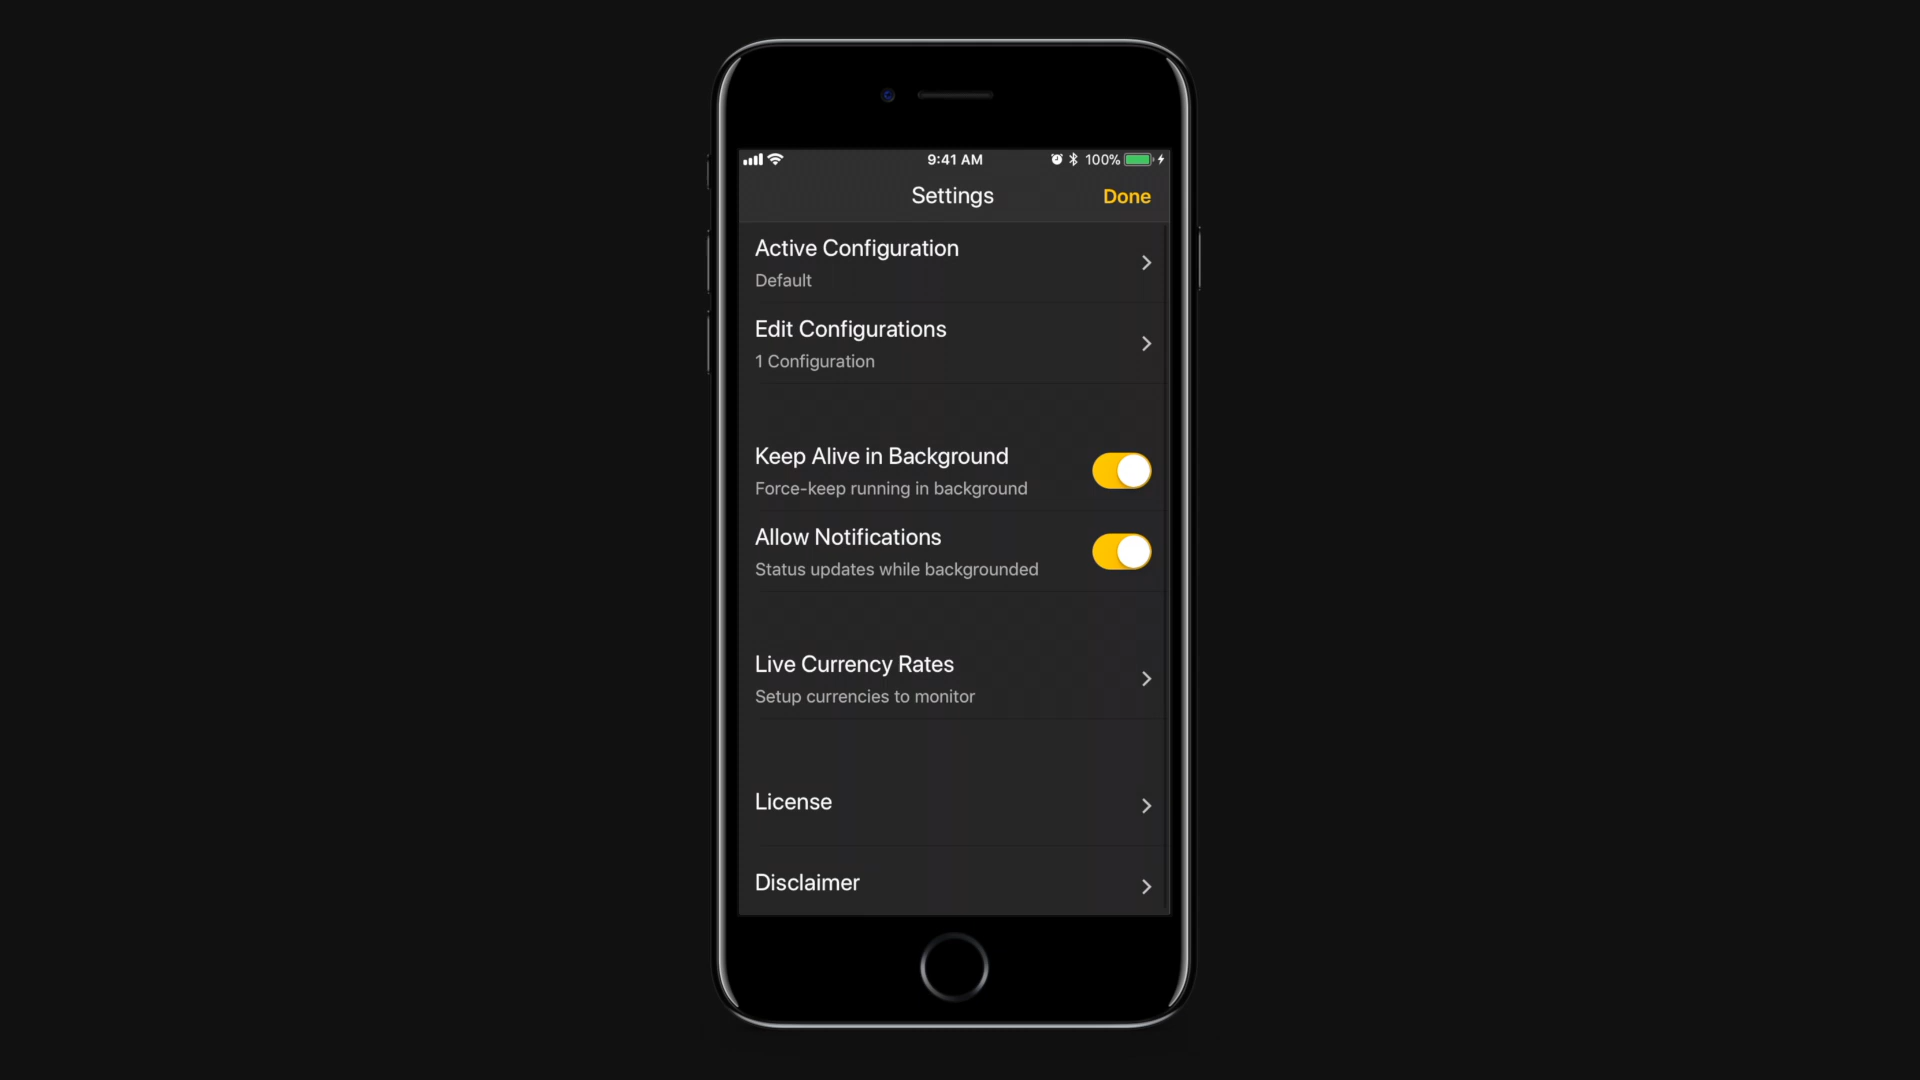 9:41 AM
100%
Settings
Done
Active Configuration
Default
Edit Configurations
1 Configuration
Keep Alive in Background
Force-keep running in background
Allow Notifications
Status updates while backgrounded
Live Currency Rates
Setup currencies to monitor
License
Disclaimer